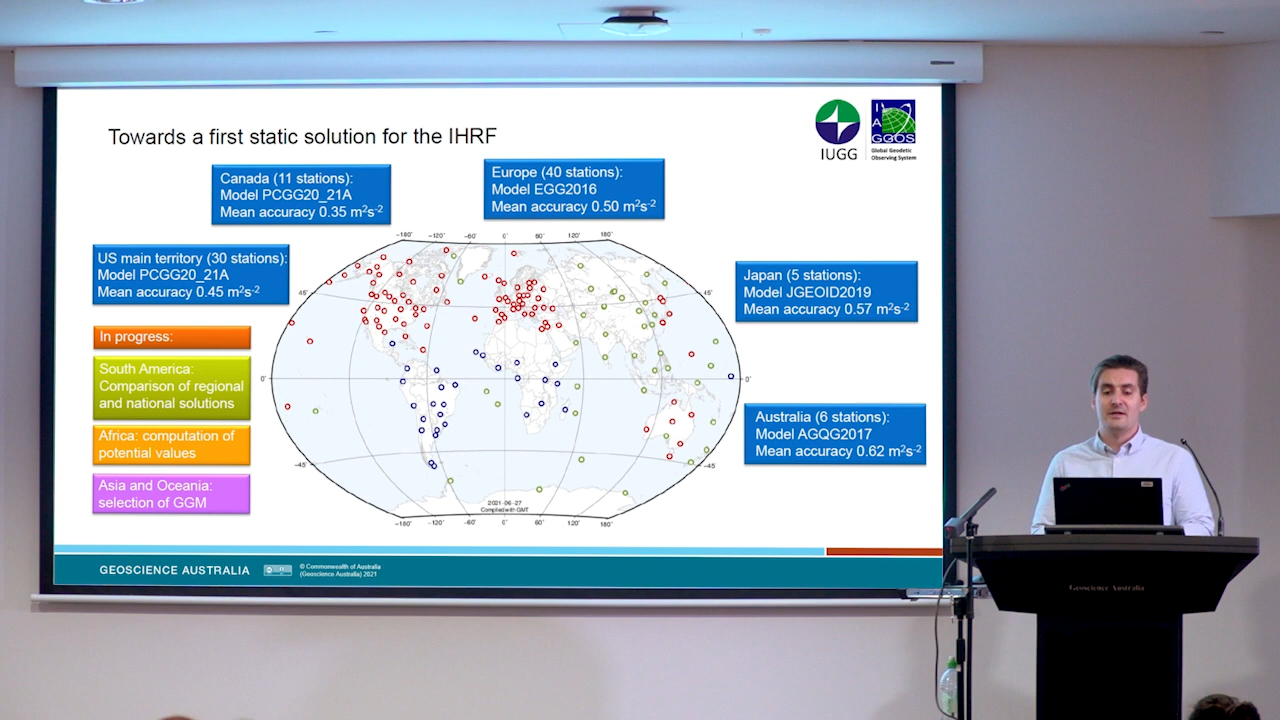 Towards a first static solution for the IHRF
IUGG
I
A
G
GGOS
Global Geodetic
Observing System
Canada (11 stations):
Model PCGG20_21A
Mean accuracy 0.35 m²s⁻²
Europe (40 stations):
Model EGG2016
Mean accuracy 0.50 m²s⁻²
US main territory (30 stations):
Model PCGG20_21A
Mean accuracy 0.45 m²s⁻²
Japan (5 stations):
Model JGEOID2019
Mean accuracy 0.57 m²s⁻²
In progress:
South America:
Comparison of regional
and national solutions
Africa: computation of
potential values
Asia and Oceania:
selection of GGM
Australia (6 stations):
Model AGQG2017
Mean accuracy 0.62 m²s⁻²
−180° −120° −60° 0° 60° 120° 180°
45° 45°
0° 0°
−45° −45°
2021-06-27
Compiled with GMT
−180° −120° −60° 0° 60° 120° 180°
GEOSCIENCE AUSTRALIA
© Commonwealth of Australia
(Geoscience Australia) 2021
Geoscience Australia